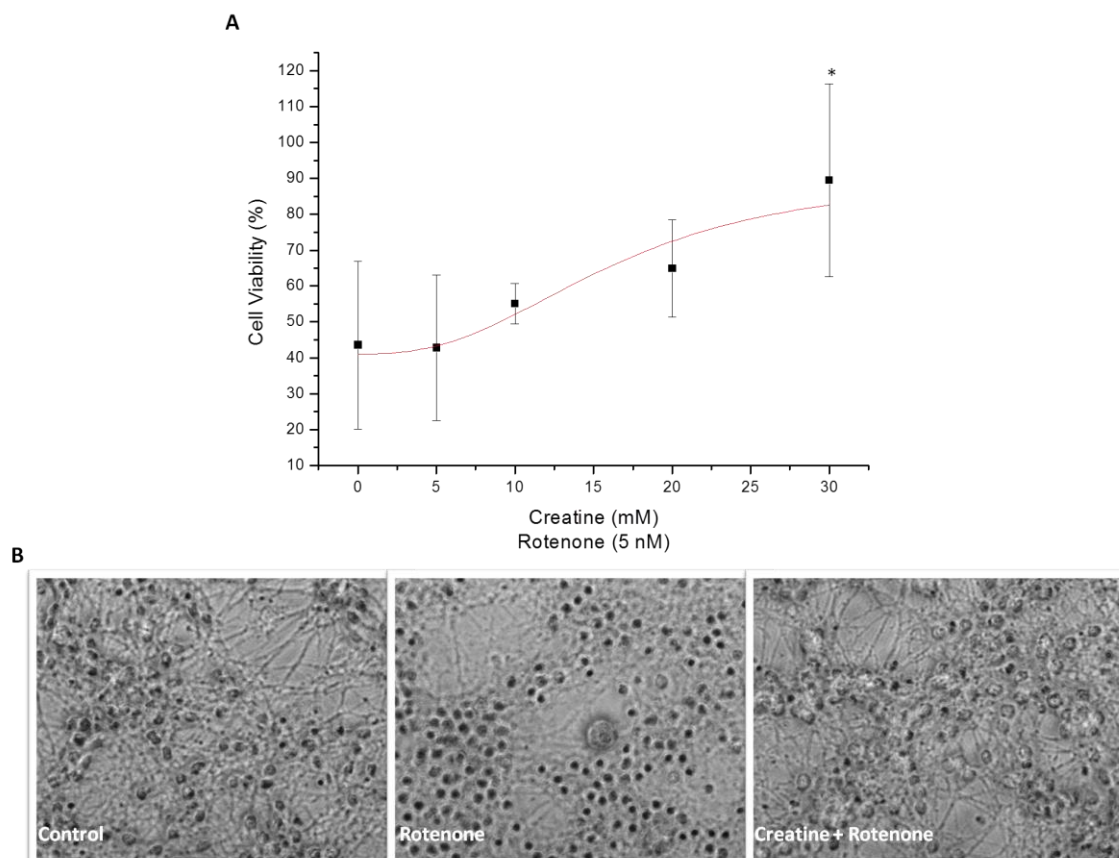 A
120
110
100
90
80
70
60
50
40
30
20
10
Cell Viability (%)
*
0 5 10 15 20 25 30
Creatine (mM)
Rotenone (5 nM)
B
Control
Rotenone
Creatine + Rotenone